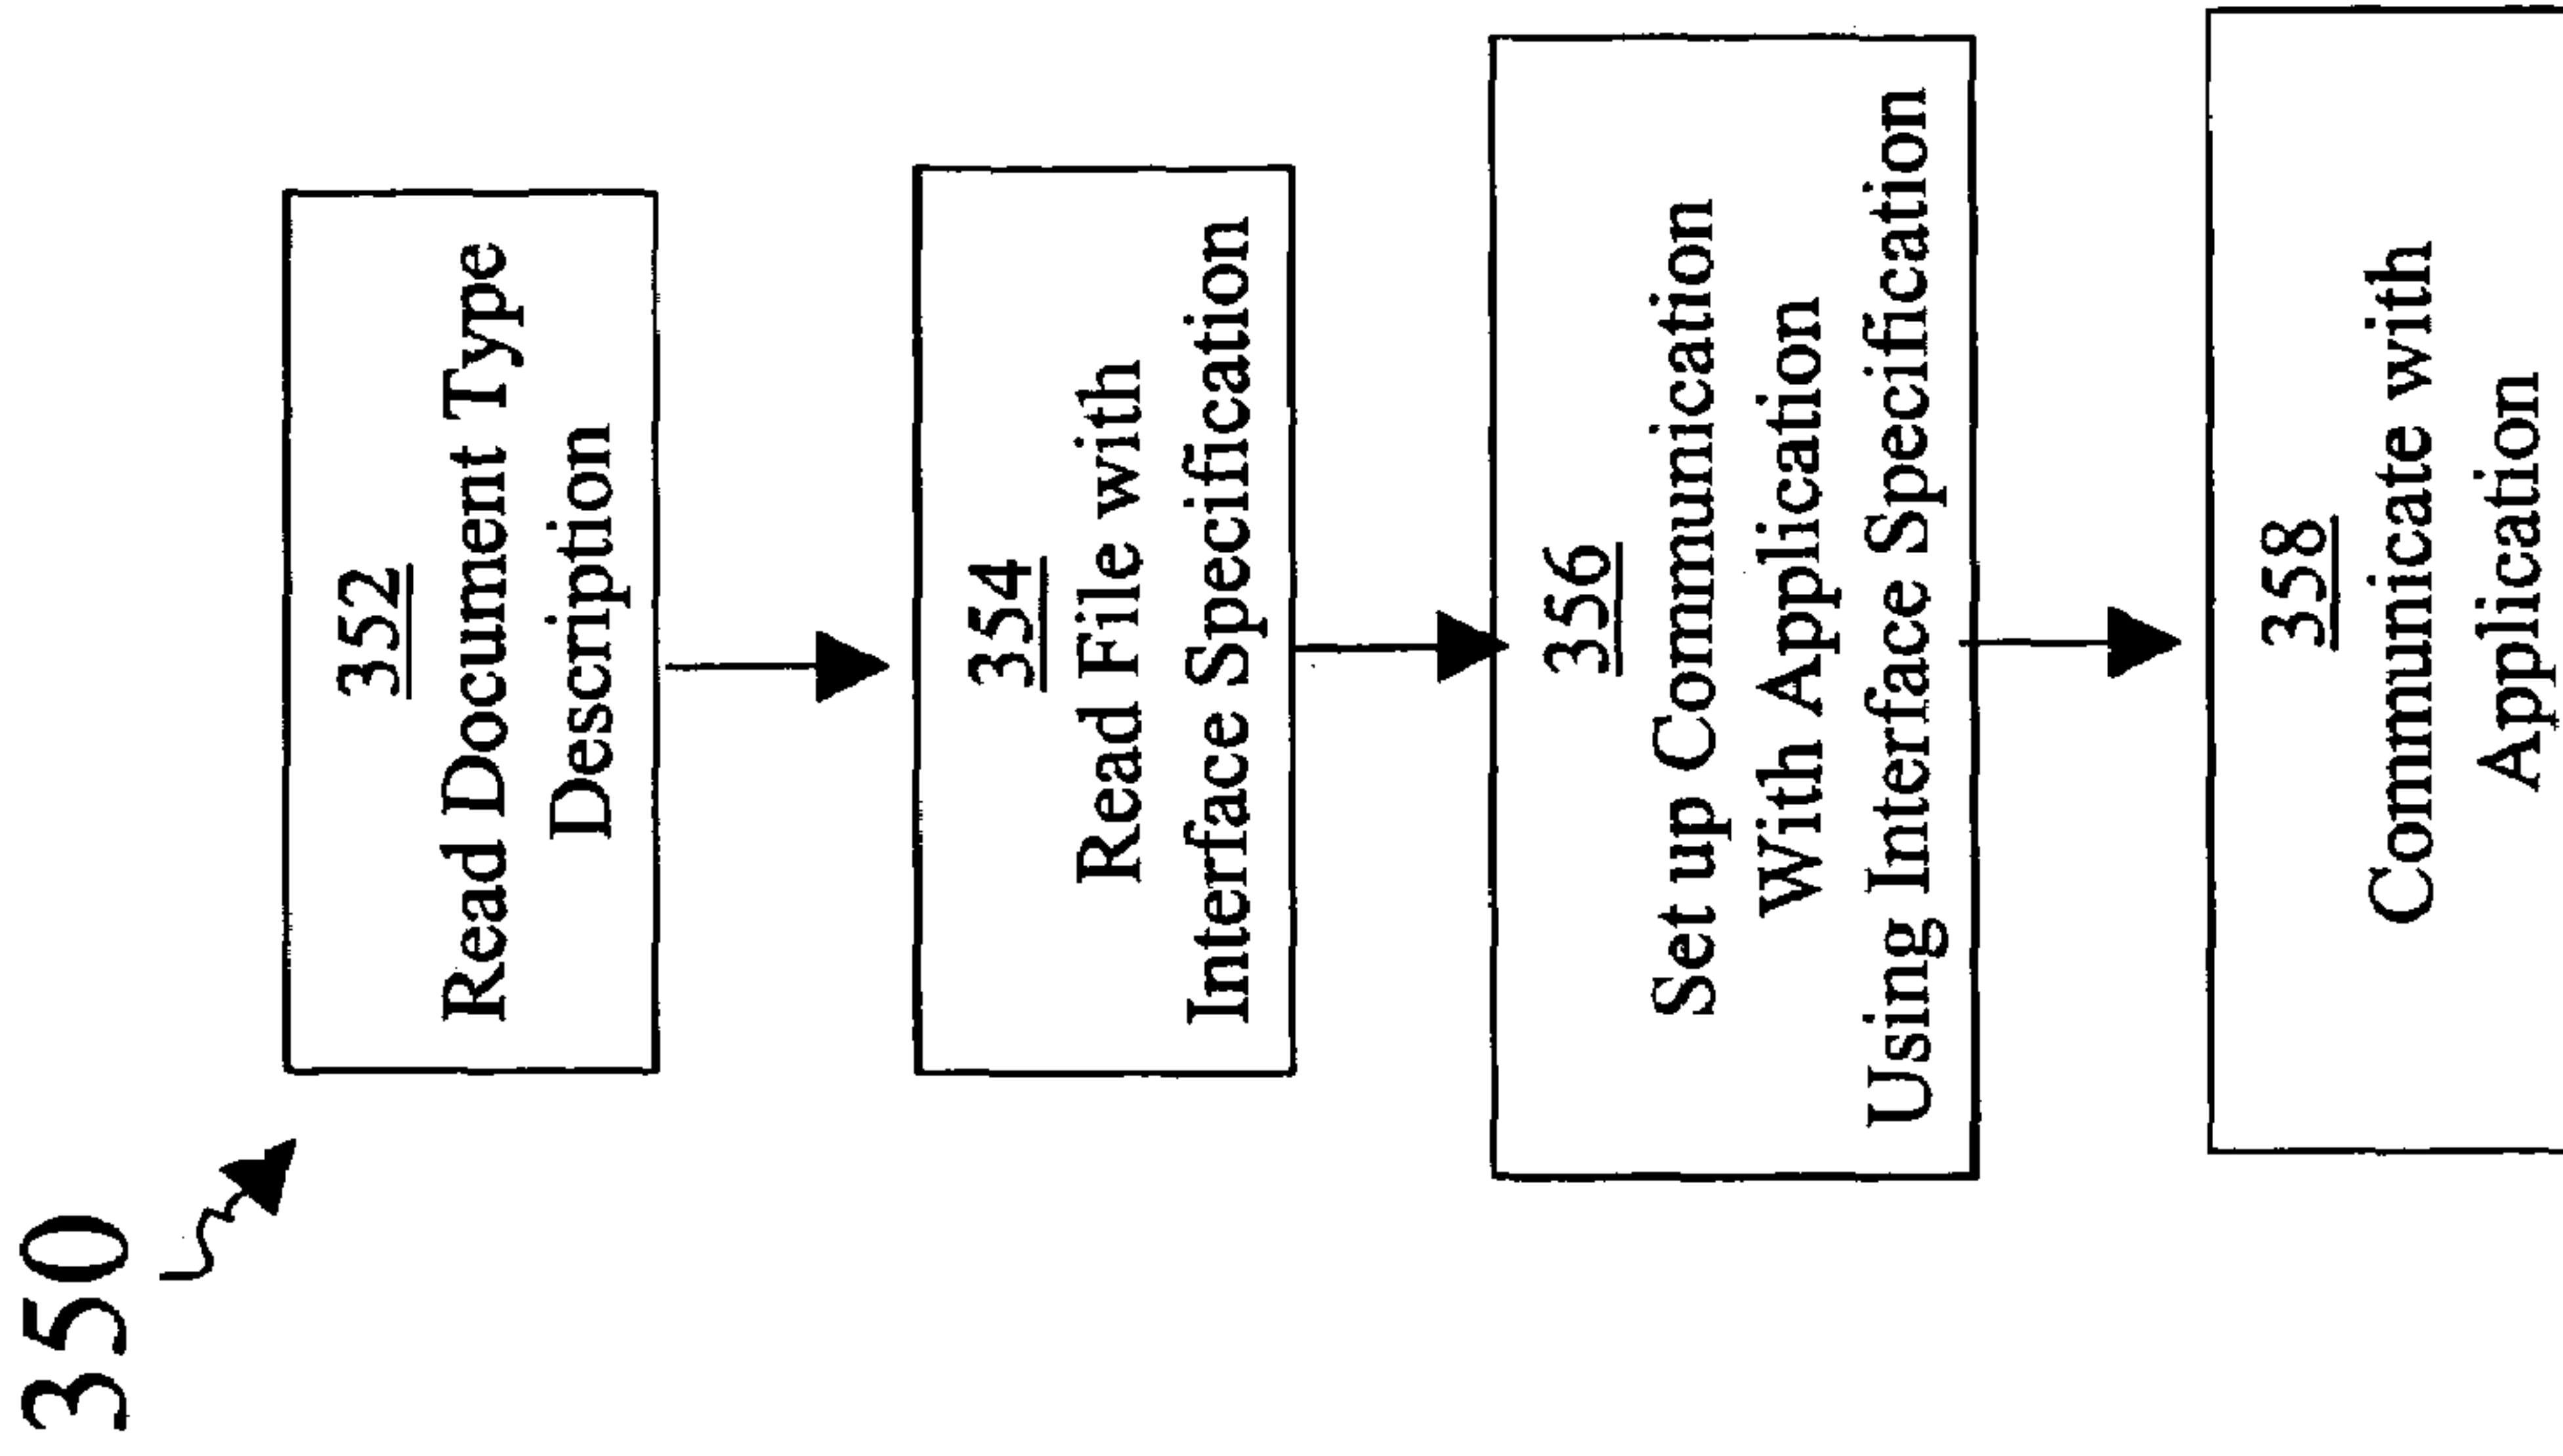 350
352
Read Document Type
Description
354
Read File with
Interface Specification
356
Set up Communication
With Application
Using Interface Specification
358
Communicate with
Application